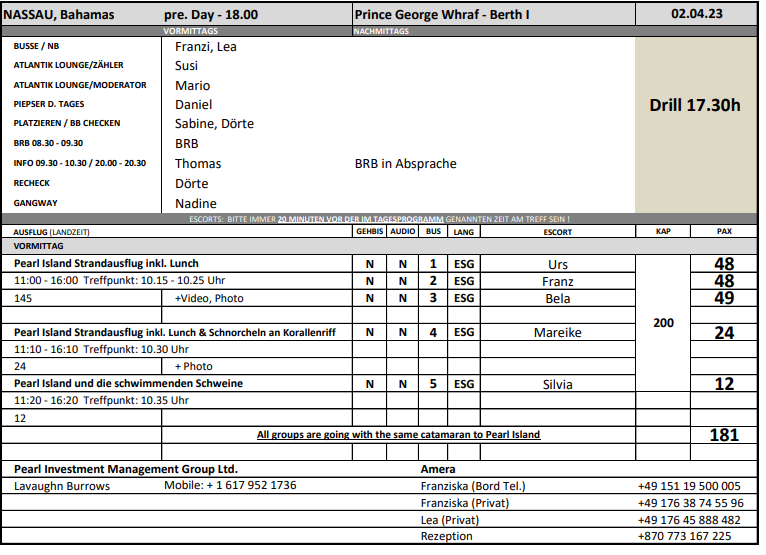 NASSAU, Bahamas pre. Day - 18.00 Prince George Whraf - Berth I 02.04.23
VORMITTAGS NACHMITTAGS
BUSSE / NB Franzi, Lea
ATLANTIK LOUNGE/ZÄHLER Susi
ATLANTIK LOUNGE/MODERATOR Mario
PIEPSER D. TAGES Daniel
Drill 17.30h
PLATZIEREN / BB CHECKEN Sabine, Dörte
BRB 08.30 - 09.30 BRB
INFO 09.30 - 10.30 / 20.00 - 20.30 Thomas BRB in Absprache
RECHECK Dörte
GANGWAY Nadine
ESCORTS: BITTE IMMER 20 MINUTEN VOR DER IM TAGESPROGRAMM GENANNTEN ZEIT AM TREFF SEIN !
AUSFLUG (LANDZEIT) GEHBIS AUDIO BUS LANG ESCORT KAP PAX
VORMITTAG
Pearl Island Strandausflug inkl. Lunch N N 1 ESG Urs 48
11:00 - 16:00 Treffpunkt: 10.15 - 10.25 Uhr N N 2 ESG Franz 48
145 +Video, Photo N N 3 ESG Bela 49
200
Pearl Island Strandausflug inkl. Lunch & Schnorcheln an Korallenriff N N 4 ESG Mareike 24
11:10 - 16:10 Treffpunkt: 10.30 Uhr
24 + Photo
Pearl Island und die schwimmenden Schweine N N 5 ESG Silvia 12
11:20 - 16:20 Treffpunkt: 10.35 Uhr
12
All groups are going with the same catamaran to Pearl Island 181
Pearl Investment Management Group Ltd. Amera
Lavaughn Burrows Mobile: + 1 617 952 1736 Franziska (Bord Tel.) +49 151 19 500 005
Franziska (Privat) +49 176 38 74 55 96
Lea (Privat) +49 176 45 888 482
Rezeption +870 773 167 225